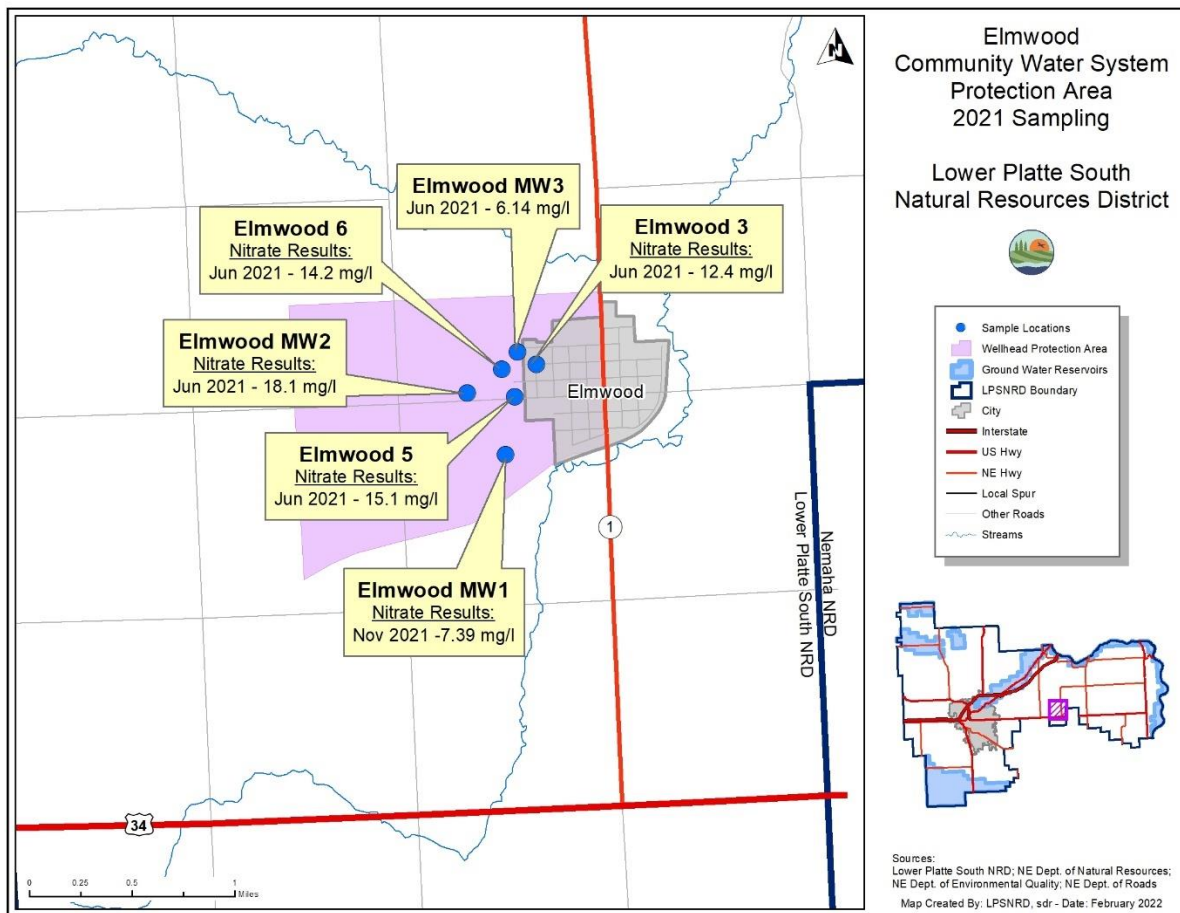 Elmwood
Community Water System
Protection Area
2021 Sampling
Lower Platte South
Natural Resources District
N
Elmwood MW3
Jun 2021 - 6.14 mg/l
Elmwood 6
Nitrate Results:
Jun 2021 - 14.2 mg/l
Elmwood 3
Nitrate Results:
Jun 2021 - 12.4 mg/l
Elmwood MW2
Nitrate Results:
Jun 2021 - 18.1 mg/l
Elmwood
Elmwood 5
Nitrate Results:
Jun 2021 - 15.1 mg/l
Elmwood MW1
Nitrate Results:
Nov 2021 -7.39 mg/l
1
Nemaha NRD
Lower Platte South NRD
34
0 0.25 0.5 1
Miles
Sample Locations
Wellhead Protection Area
Ground Water Reservoirs
LPSNRD Boundary
City
Interstate
US Hwy
NE Hwy
Local Spur
Other Roads
Streams
Sources:
Lower Platte South NRD; NE Dept. of Natural Resources;
NE Dept. of Environmental Quality; NE Dept. of Roads
Map Created By: LPSNRD, sdr - Date: February 2022